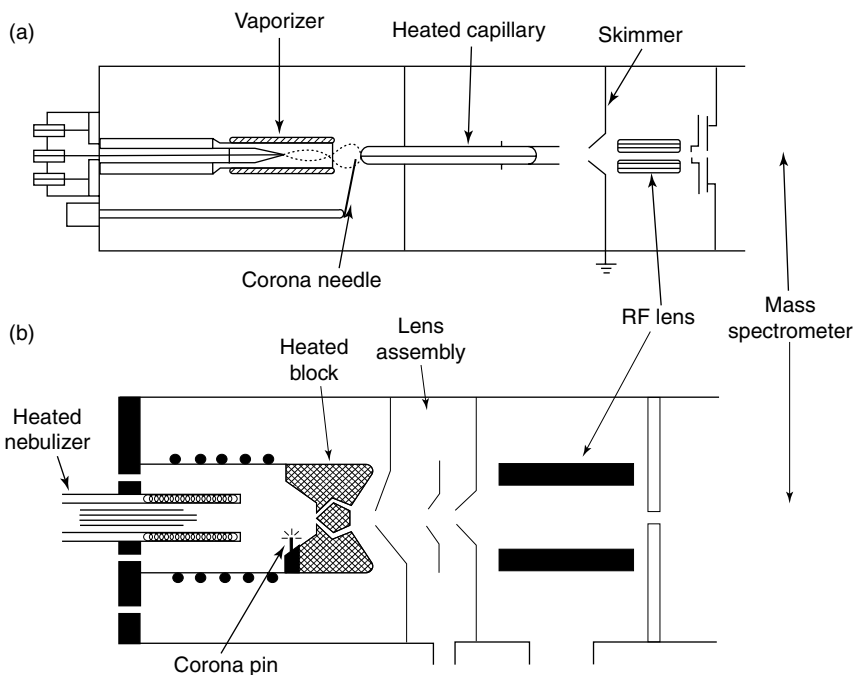 (a)
Vaporizer
Heated capillary
Skimmer
Corona needle
RF lens
Mass
spectrometer
(b)
Heated
nebulizer
Heated
block
Lens
assembly
Corona pin